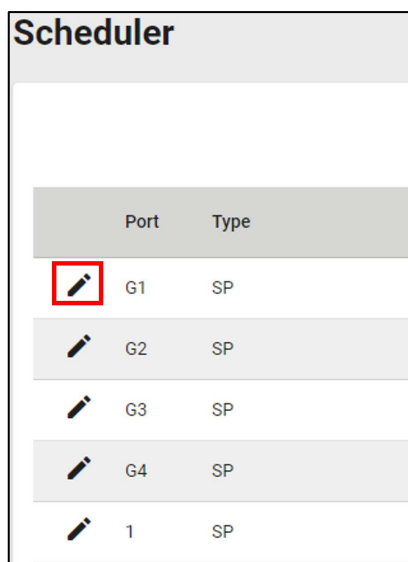 Scheduler
Port Type
G1 SP
G2 SP
G3 SP
G4 SP
1 SP